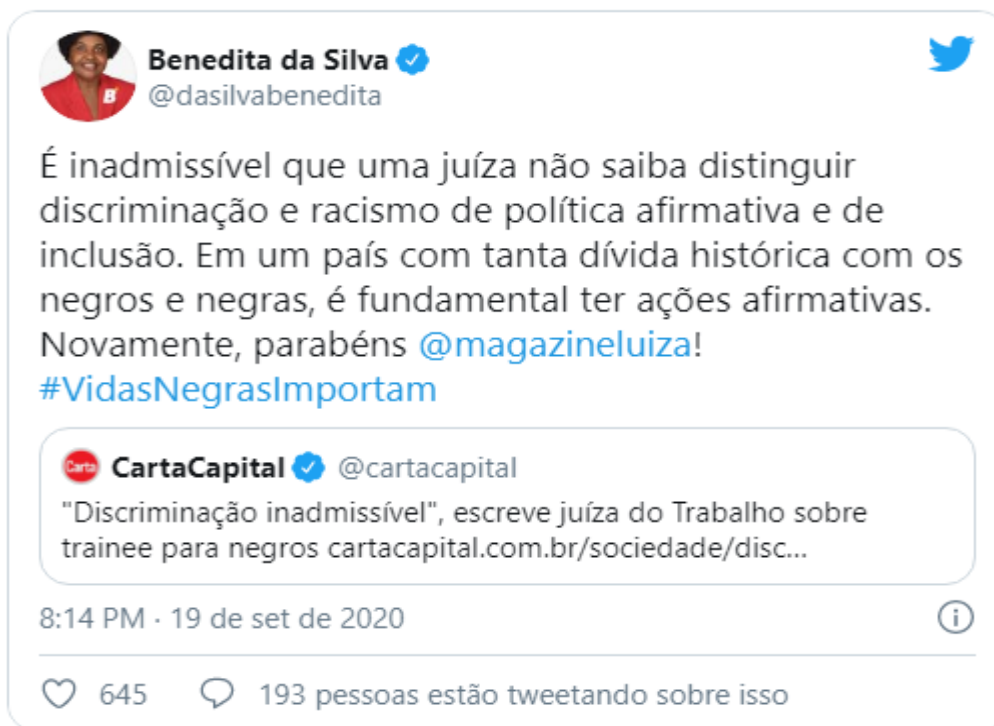 Benedita da Silva
@dasilvabenedita
É inadmissível que uma juíza não saiba distinguir
discriminação e racismo de política afirmativa e de
inclusão. Em um país com tanta dívida histórica com os
negros e negras, é fundamental ter ações afirmativas.
Novamente, parabéns @magazineluiza!
#VidasNegrasImportam
Carta CartaCapital @cartacapital
"Discriminação inadmissível", escreve juíza do Trabalho sobre
trainee para negros cartacapital.com.br/sociedade/disc...
8:14 PM · 19 de set de 2020
645 193 pessoas estão tweetando sobre isso